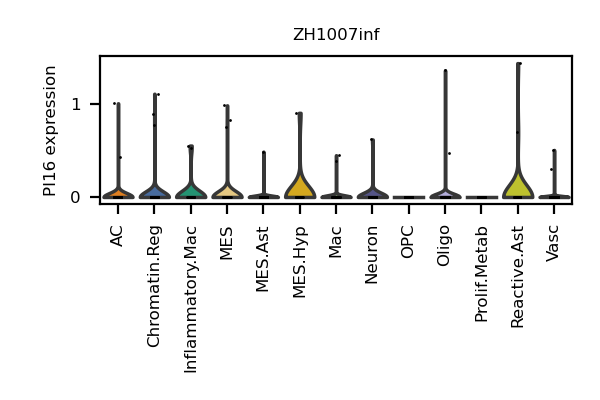 ZH1007inf
PI16 expression
1
0
AC
Chromatin.Reg
Inflammatory.Mac
MES
MES.Ast
MES.Hyp
Mac
Neuron
OPC
Oligo
Prolif.Metab
Reactive.Ast
Vasc